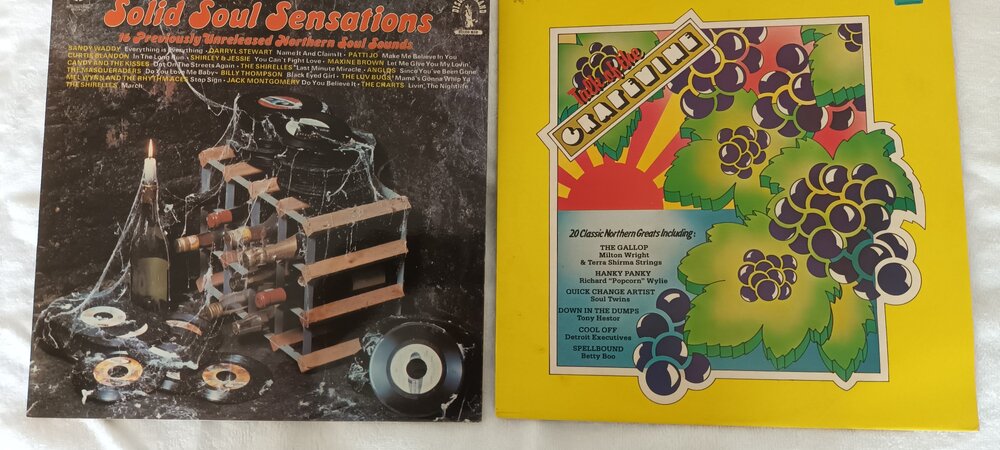 Solid Soul Sensations
16 Previously Unreleased Northern Soul Sounds
SANDY WADDY Everything is Everything • DARRYL STEWART Name It And Claim It • PATTI JO Make Me Believe In You
CURTIS BLANDON In The Long Run • SHIRLEY & JESSIE You Can't Fight Love • MAXINE BROWN Let Me Give You My Lovin'
CANDY AND THE KISSES Out On The Streets Again • THE SHIRELLES Last Minute Miracle • ANGLOS Since You've Been Gone
THE MASQUERADERS Do You Love Me Baby • BILLY THOMPSON Black Eyed Girl • THE LUV BUGS Mama's Gonna Whip Ya
MEL WYNN AND THE RHYTHM ACES Stop Sign • JACK MONTGOMERY Do You Believe It • THE CHARTS Livin' The Nightlife
THE SHIRELLES March
Talk of the
GRAPEVINE
20 Classic Northern Greats Including:
THE GALLOP
Milton Wright
& Terra Shirma Strings
HANKY PANKY
Richard "Popcorn" Wylie
QUICK CHANGE ARTIST
Soul Twins
DOWN IN THE DUMPS
Tony Hestor
COOL OFF
Detroit Executives
SPELLBOUND
Betty Boo